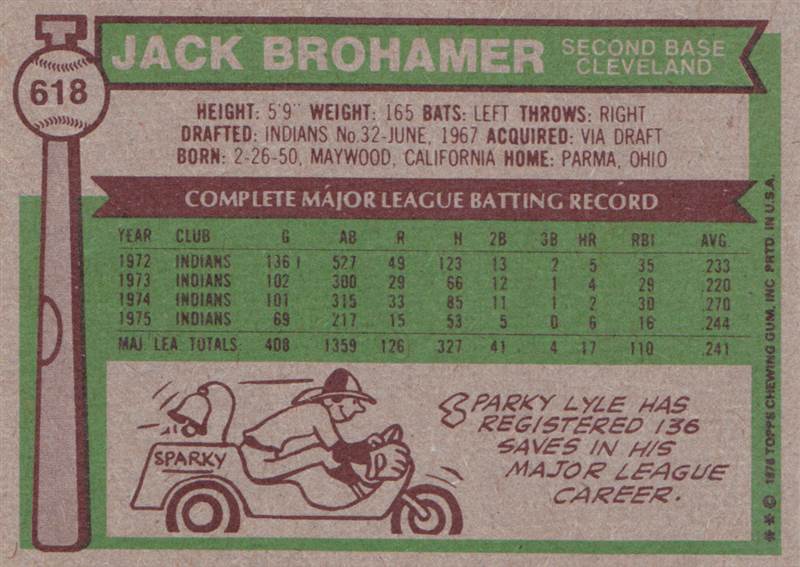 618
JACK BROHAMER
SECOND BASE
CLEVELAND
HEIGHT: 5'9" WEIGHT: 165 BATS: LEFT THROWS: RIGHT
DRAFTED: INDIANS No.32-JUNE, 1967 ACQUIRED: VIA DRAFT
BORN: 2-26-50, MAYWOOD, CALIFORNIA HOME: PARMA, OHIO
COMPLETE MAJOR LEAGUE BATTING RECORD
YEAR CLUB G AB R H 2B 3B HR RBI AVG.
1972 INDIANS 136 527 49 123 13 2 5 35 .233
1973 INDIANS 102 300 29 66 12 1 4 29 .220
1974 INDIANS 101 315 33 85 11 1 2 30 .270
1975 INDIANS 69 217 15 53 5 0 6 16 .244
MAJ. LEA. TOTALS 408 1359 126 327 41 4 17 110 .241
SPARKY
SPARKY LYLE HAS
REGISTERED 136
SAVES IN HIS
MAJOR LEAGUE
CAREER.
** © 1976 TOPPS CHEWING GUM, INC PRTD IN U.S.A.